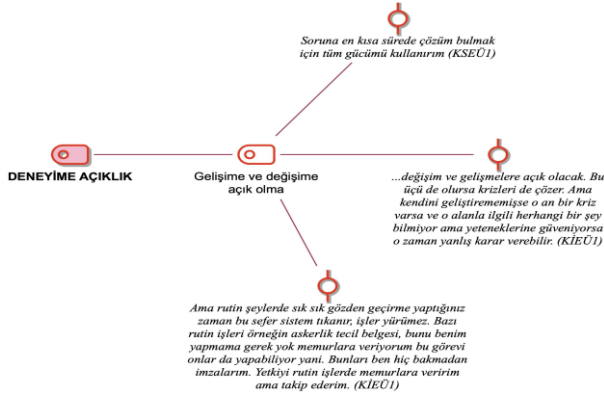 Soruna en kısa sürede çözüm bulmak
için tüm gücümü kullanırım (KSEÜ1)
DENEYİME AÇIKLIK
Gelişime ve değişime
açık olma
...değişim ve gelişmelere açık olacak. Bu
üçü de olursa krizleri de çözer. Ama
kendini geliştirememişse o an bir kriz
varsa ve o alanla ilgili herhangi bir şey
bilmiyor ama yeteneklerine güveniyorsa
o zaman yanlış karar verebilir. (KİEÜ1)
Ama rutin şeylerde sık sık gözden geçirme yaptığınız
zaman bu sefer sistem tıkanır, işler yürümez. Bazı
rutin işleri örneğin askerlik tecil belgesi, bunu benim
yapmama gerek yok memurlara veriyorum bu görevi
onlar da yapabiliyor yani. Bunları ben hiç bakmadan
imzalarım. Yetkiyi rutin işlerde memurlara veririm
ama takip ederim. (KİEÜ1)